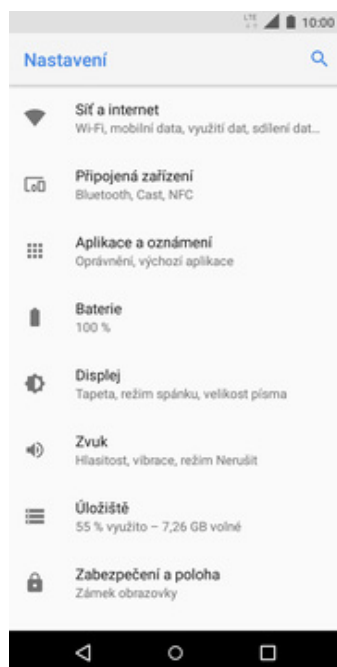 LTE 10:00
Nastavení
Síť a internet
Wi-Fi, mobilní data, využití dat, sdílení dat...
Připojená zařízení
Bluetooth, Cast, NFC
Aplikace a oznámení
Oprávnění, výchozí aplikace
Baterie
100 %
Displej
Tapeta, režim spánku, velikost písma
Zvuk
Hlasitost, vibrace, režim Nerušit
Úložiště
55 % využito – 7,26 GB volné
Zabezpečení a poloha
Zámek obrazovky